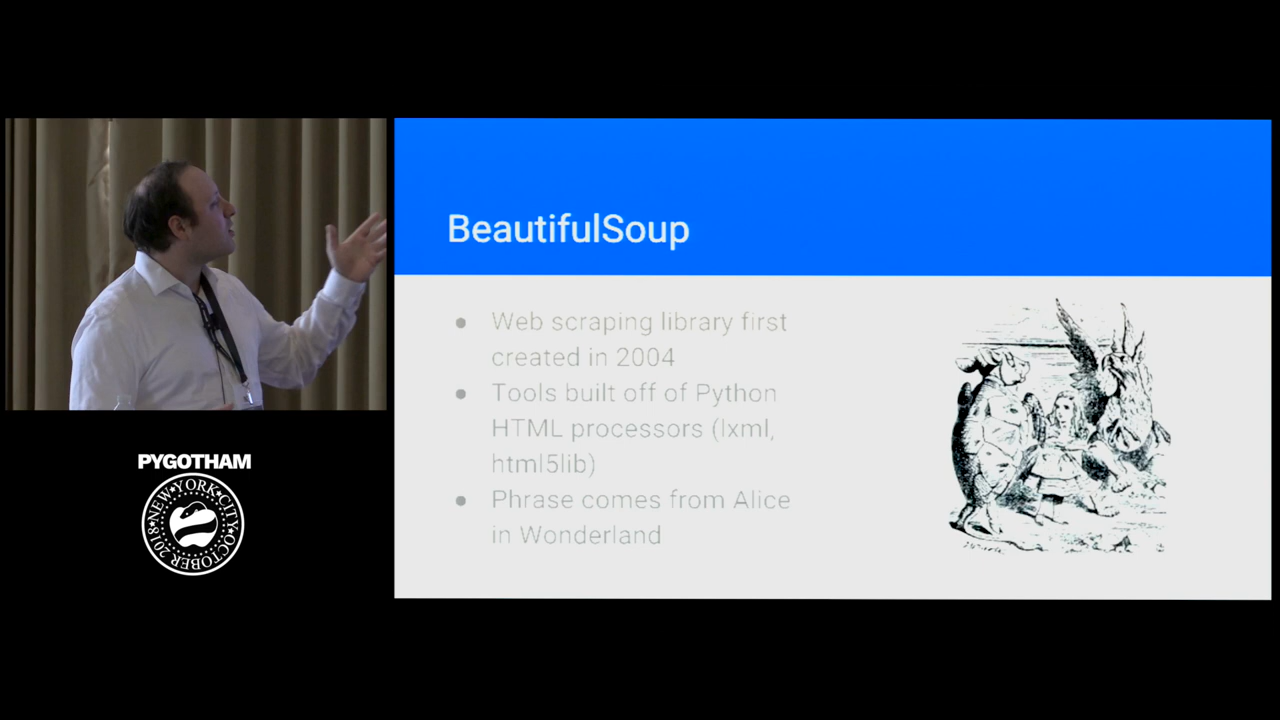 BeautifulSoup
● Web scraping library first
created in 2004
● Tools built off of Python
HTML processors (lxml,
html5lib)
● Phrase comes from Alice
in Wonderland
PYGOTHAM
NEW★YORK★CITY★OCTOBER 2018